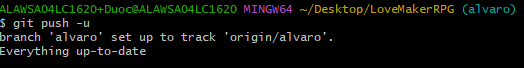 ALAWSA04LC1620+Duoc@ALAWSA04LC1620 MINGW64 ~/Desktop/LoveMakerRPG (alvaro)
$ git push -u
branch 'alvaro' set up to track 'origin/alvaro'.
Everything up-to-date